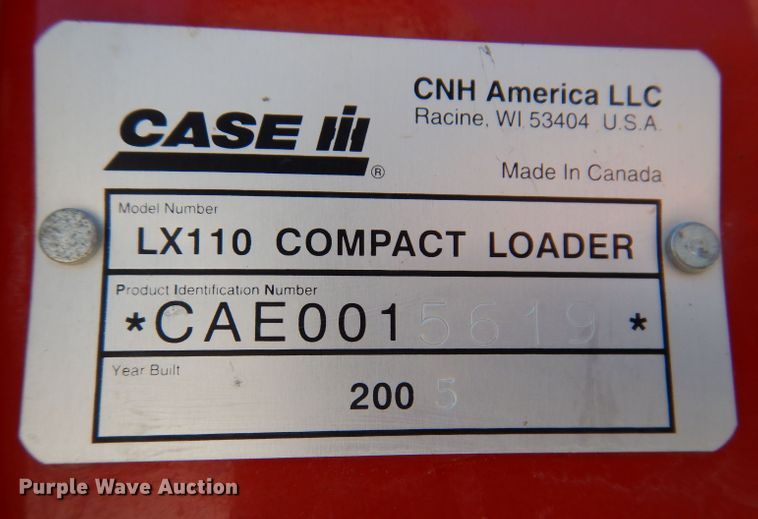 CASE IH ®
CNH America LLC
Racine, WI 53404 U.S.A.
Made In Canada
Model Number
LX110 COMPACT LOADER
Product Identification Number
*CAE0015619*
Year Built
2005
Purple Wave Auction